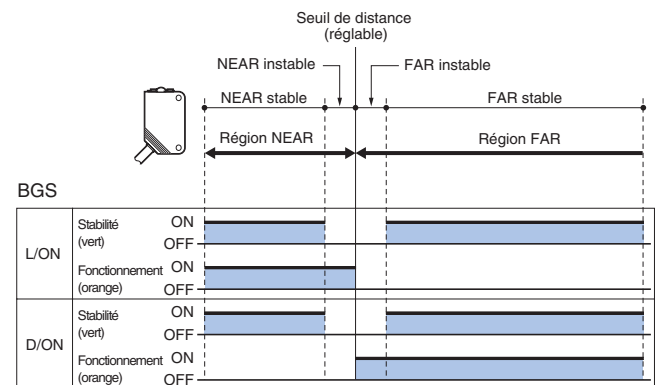 Seuil de distance
(réglable)
NEAR instable
FAR instable
NEAR stable
FAR stable
Région NEAR
Région FAR
BGS
L/ON
Stabilité
(vert)
ON
OFF
Fonctionnement
(orange)
ON
OFF
D/ON
Stabilité
(vert)
ON
OFF
Fonctionnement
(orange)
ON
OFF